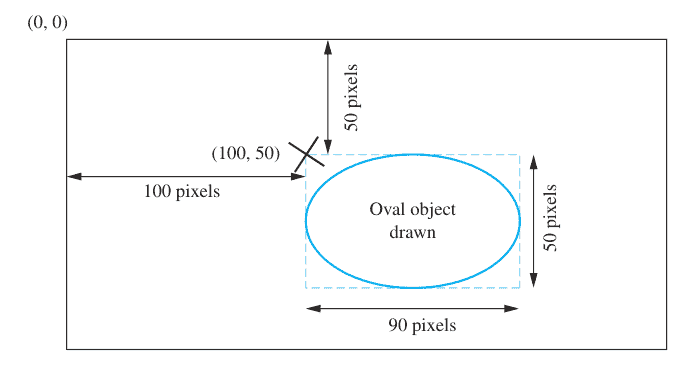 (0, 0)
50 pixels
(100, 50)
100 pixels
Oval object
drawn
50 pixels
90 pixels